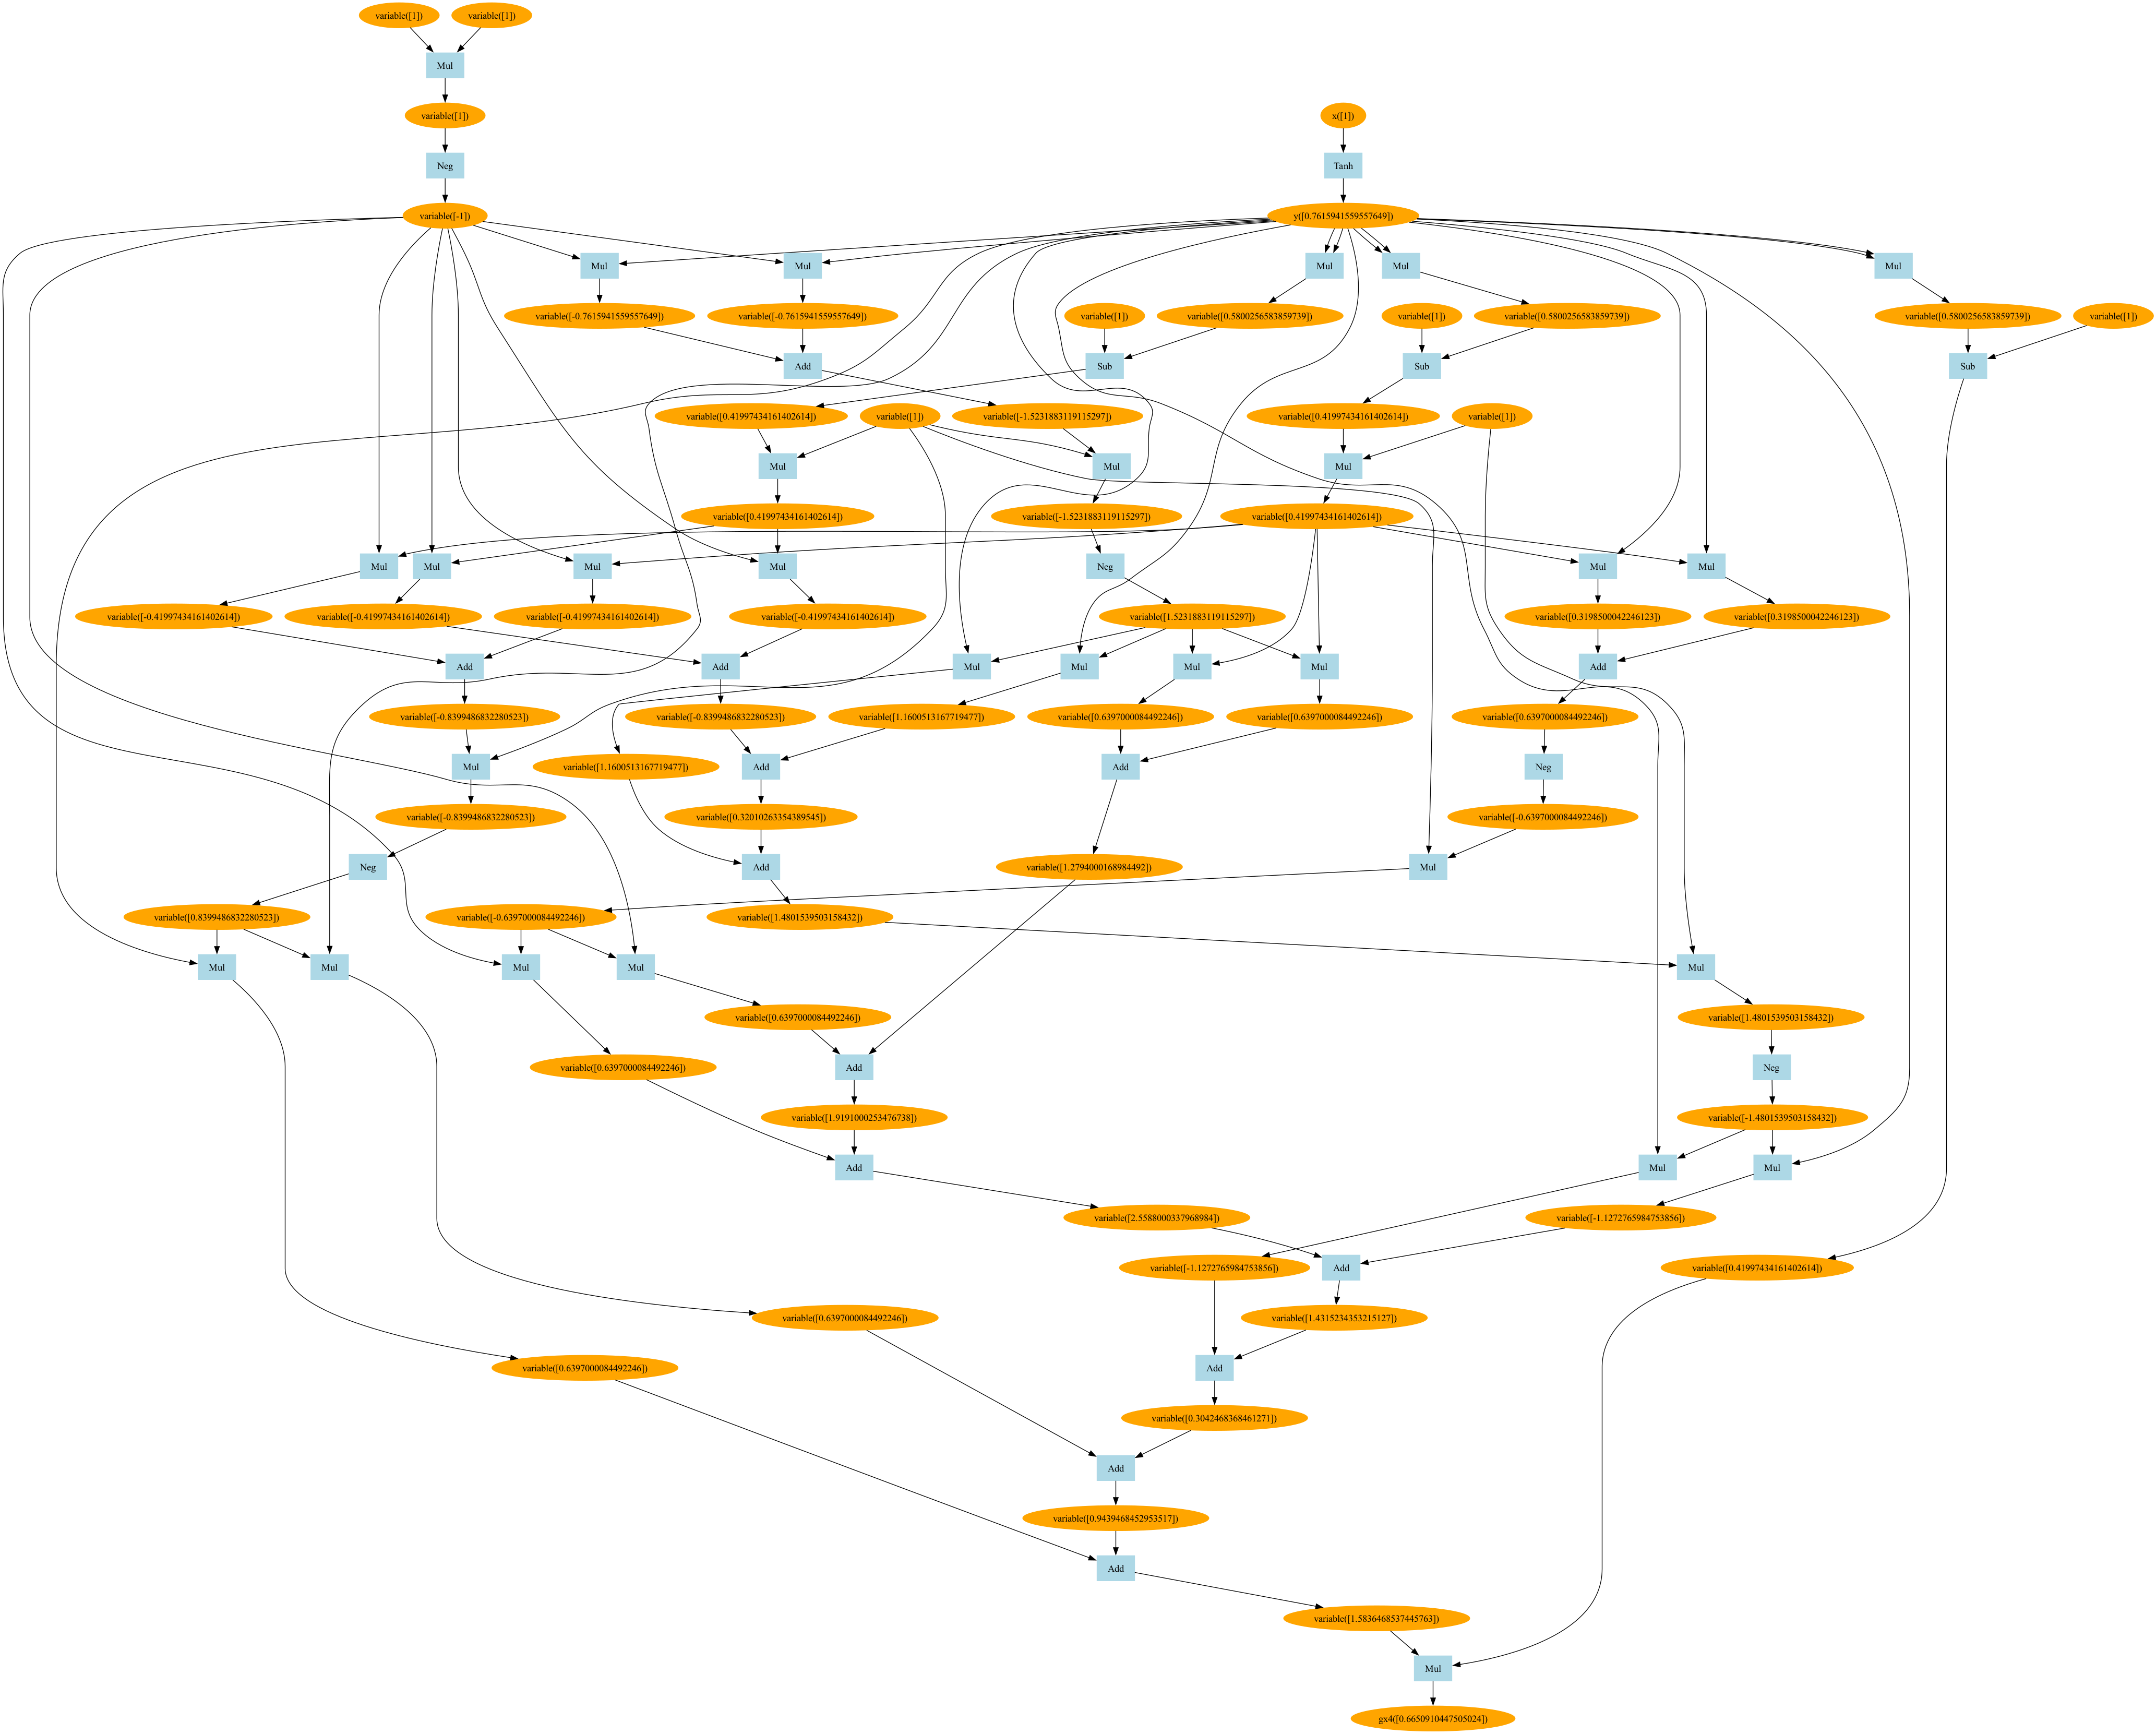 variable([1])
variable([1])
Mul
variable([1])
x([1])
Neg
Tanh
variable([-1])
y([0.7615941559557649])
Mul
Mul
Mul
Mul
Mul
variable([-0.7615941559557649])
variable([-0.7615941559557649])
variable([1])
variable([0.5800256583859739])
variable([1])
variable([0.5800256583859739])
variable([0.5800256583859739])
variable([1])
Add
Sub
Sub
Sub
variable([0.41997434161402614])
variable([1])
variable([-1.5231883119115297])
variable([0.41997434161402614])
variable([1])
Mul
Mul
Mul
variable([0.41997434161402614])
variable([-1.5231883119115297])
variable([0.41997434161402614])
Mul
Mul
Mul
Mul
Neg
Mul
Mul
variable([-0.41997434161402614])
variable([-0.41997434161402614])
variable([-0.41997434161402614])
variable([-0.41997434161402614])
variable([1.5231883119115297])
variable([0.3198500042246123])
variable([0.3198500042246123])
Add
Add
Mul
Mul
Mul
Mul
Add
variable([-0.8399486832280523])
variable([-0.8399486832280523])
variable([1.1600513167719477])
variable([0.6397000084492246])
variable([0.6397000084492246])
variable([0.6397000084492246])
Mul
variable([1.1600513167719477])
Add
Add
Neg
variable([-0.8399486832280523])
variable([0.32010263354389545])
variable([-0.6397000084492246])
Neg
Add
variable([1.2794000168984492])
Mul
variable([0.8399486832280523])
variable([-0.6397000084492246])
variable([1.4801539503158432])
Mul
Mul
Mul
Mul
Mul
variable([0.6397000084492246])
variable([1.4801539503158432])
variable([0.6397000084492246])
Add
Neg
variable([1.9191000253476738])
variable([-1.4801539503158432])
Add
Mul
Mul
variable([2.5588000337968984])
variable([-1.1272765984753856])
variable([-1.1272765984753856])
Add
variable([0.41997434161402614])
variable([0.6397000084492246])
variable([1.4315234353215127])
variable([0.6397000084492246])
Add
variable([0.3042468368461271])
Add
variable([0.9439468452953517])
Add
variable([1.5836468537445763])
Mul
gx4([0.6650910447505024])